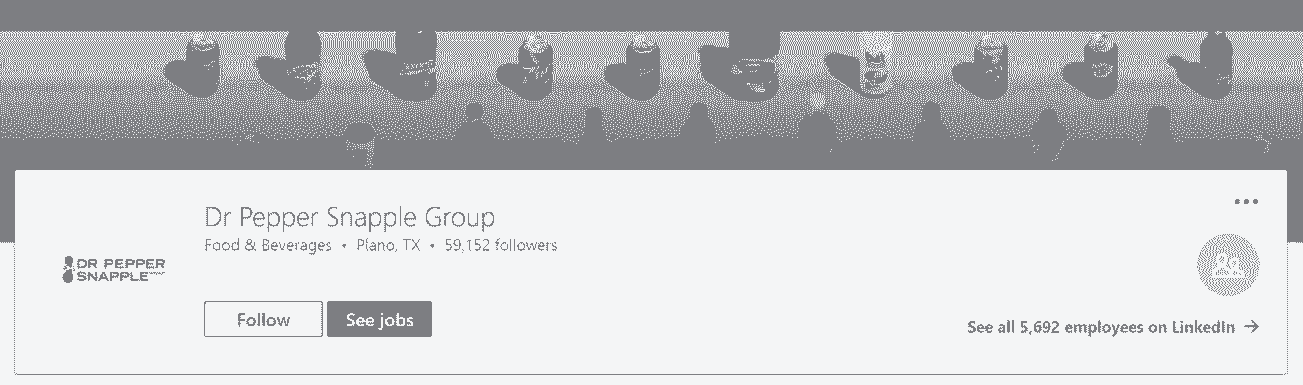 Dr Pepper Snapple Group
Food & Beverages • Plano, TX • 59,152 followers
DR PEPPER
SNAPPLE
Follow
See jobs
See all 5,692 employees on LinkedIn →